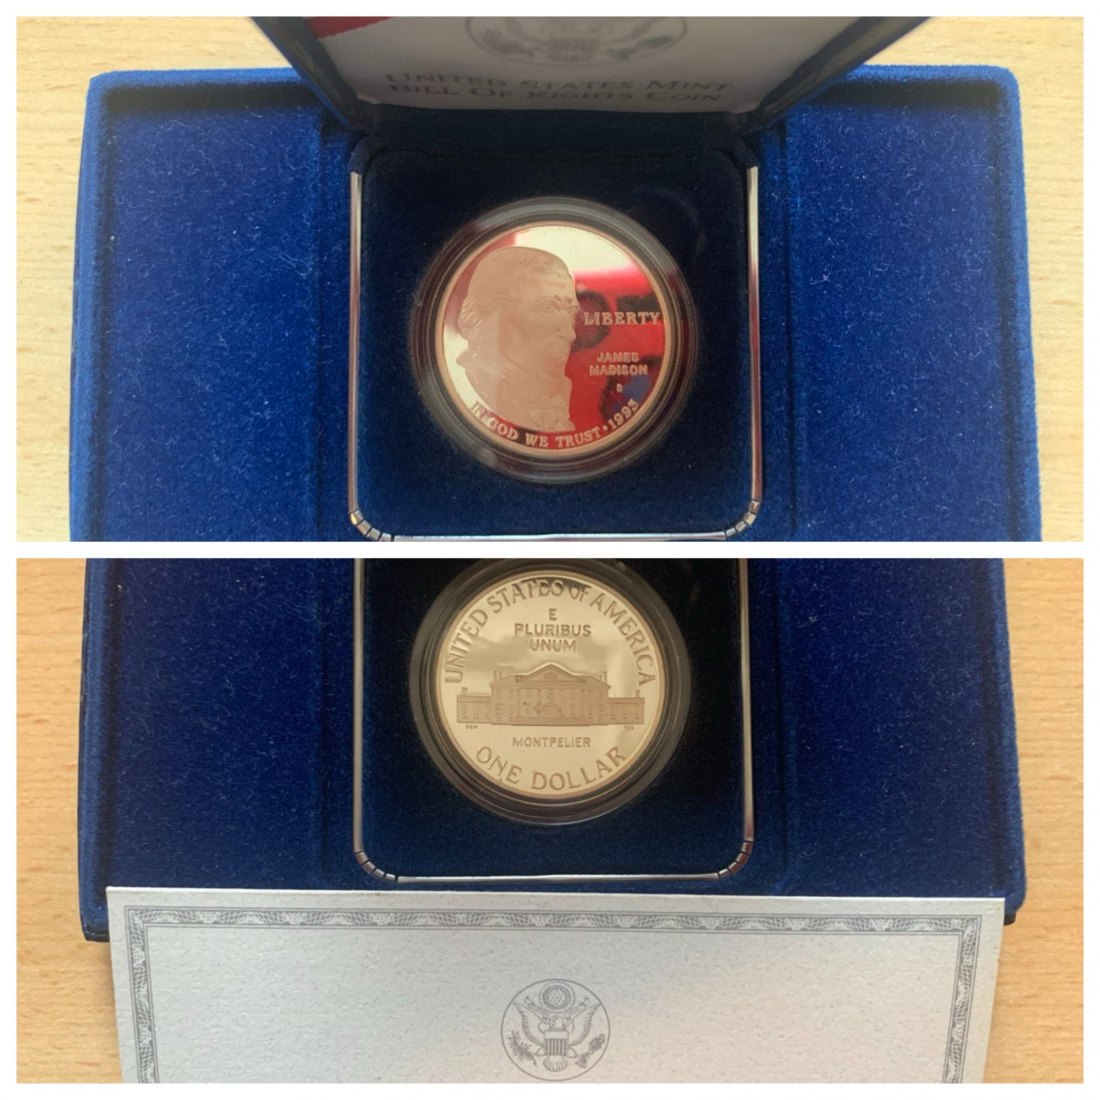 UNITED STATES MINT
BILL OF RIGHTS COIN
LIBERTY
JAMES
MADISON
S
IN GOD WE TRUST • 1993
UNITED STATES OF AMERICA
E
PLURIBUS
UNUM
MONTPELIER
ONE DOLLAR